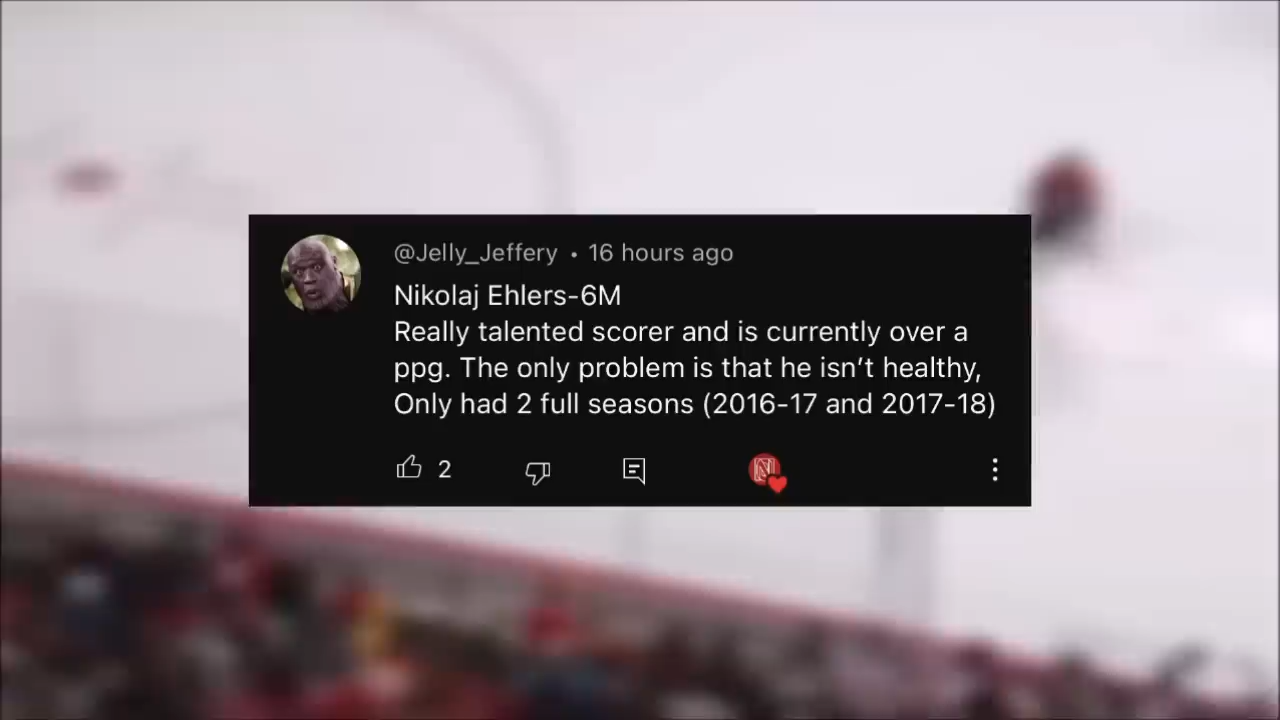 @Jelly_Jeffery • 16 hours ago
Nikolaj Ehlers-6M
Really talented scorer and is currently over a
ppg. The only problem is that he isn’t healthy,
Only had 2 full seasons (2016-17 and 2017-18)
2
N